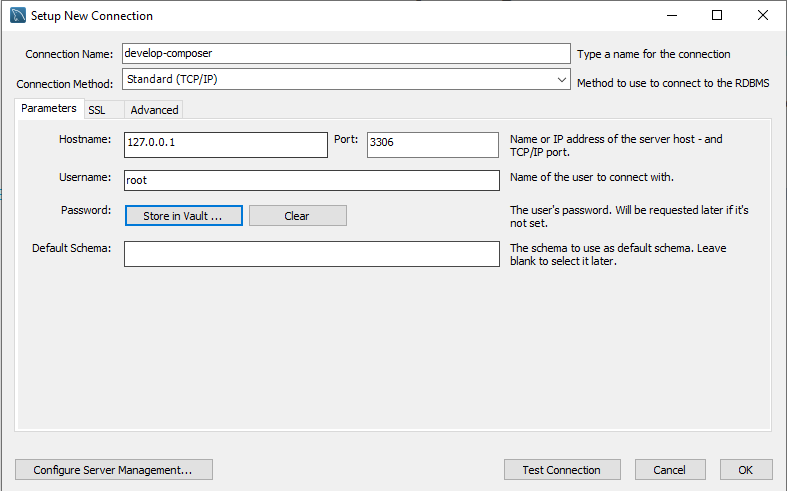 Setup New Connection
Connection Name: develop-composer Type a name for the connection
Connection Method: Standard (TCP/IP) Method to use to connect to the RDBMS
Parameters SSL Advanced
Hostname: 127.0.0.1 Port: 3306 Name or IP address of the server host - and
TCP/IP port.
Username: root Name of the user to connect with.
Password: Store in Vault ... Clear The user's password. Will be requested later if it's
not set.
Default Schema: The schema to use as default schema. Leave
blank to select it later.
Configure Server Management... Test Connection Cancel OK